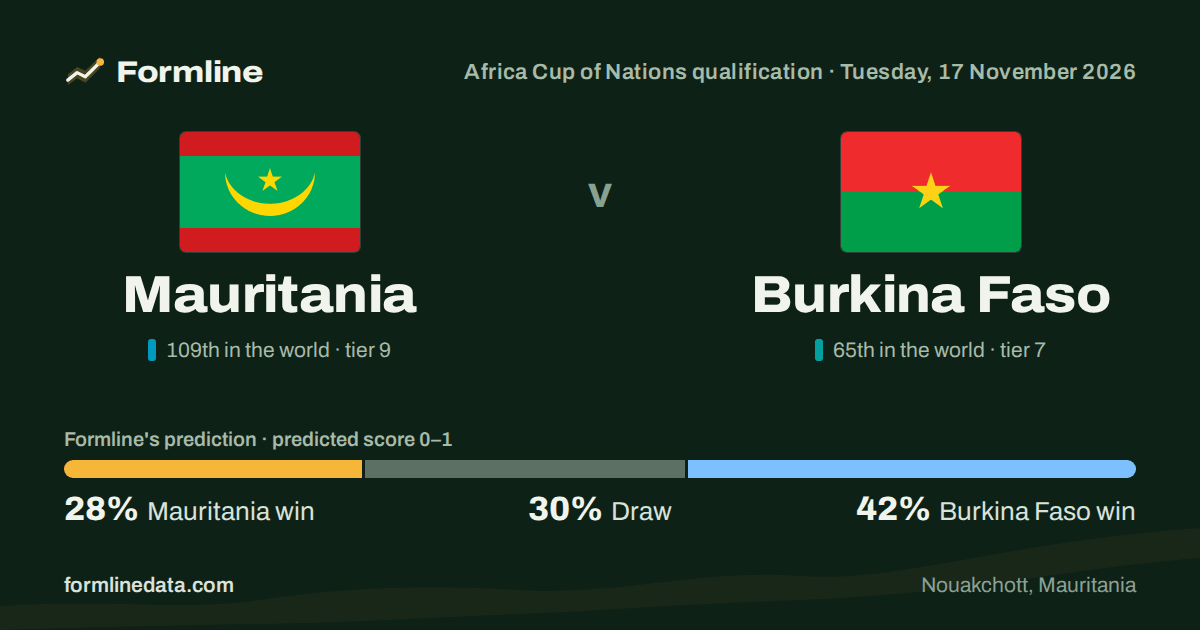 Formline
Africa Cup of Nations qualification · Tuesday, 17 November 2026
v
Mauritania
Burkina Faso
109th in the world · tier 9
65th in the world · tier 7
Formline's prediction · predicted score 0–1
28% Mauritania win
30% Draw
42% Burkina Faso win
formlinedata.com
Nouakchott, Mauritania